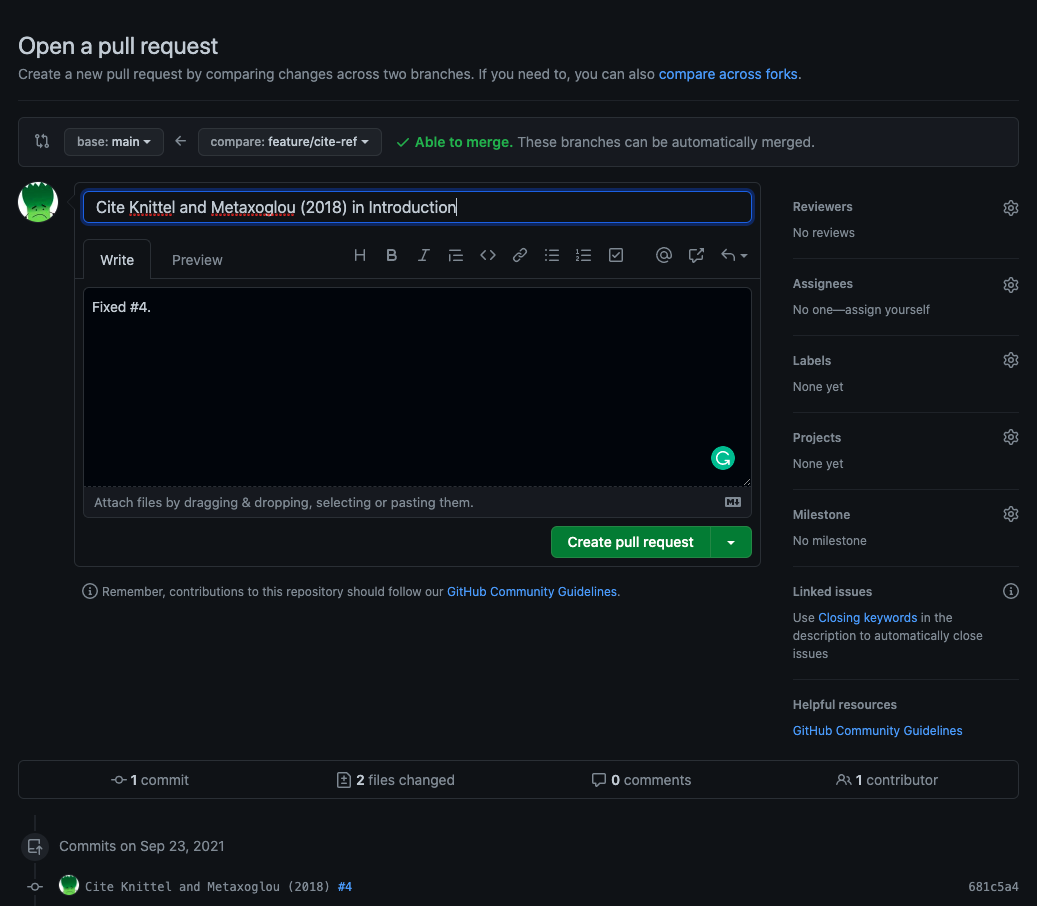 Open a pull request
Create a new pull request by comparing changes across two branches. If you need to, you can also compare across forks.
base: main
compare: feature/cite-ref
Able to merge. These branches can be automatically merged.
Cite Knittel and Metaxoglou (2018) in Introduction
Write
Preview
Fixed #4.
Attach files by dragging & dropping, selecting or pasting them.
Create pull request
Remember, contributions to this repository should follow our GitHub Community Guidelines.
Reviewers
No reviews
Assignees
No one—assign yourself
Labels
None yet
Projects
None yet
Milestone
No milestone
Linked issues
Use Closing keywords in the
description to automatically close
issues
Helpful resources
GitHub Community Guidelines
1 commit
2 files changed
0 comments
1 contributor
Commits on Sep 23, 2021
Cite Knittel and Metaxoglou (2018) #4
681c5a4